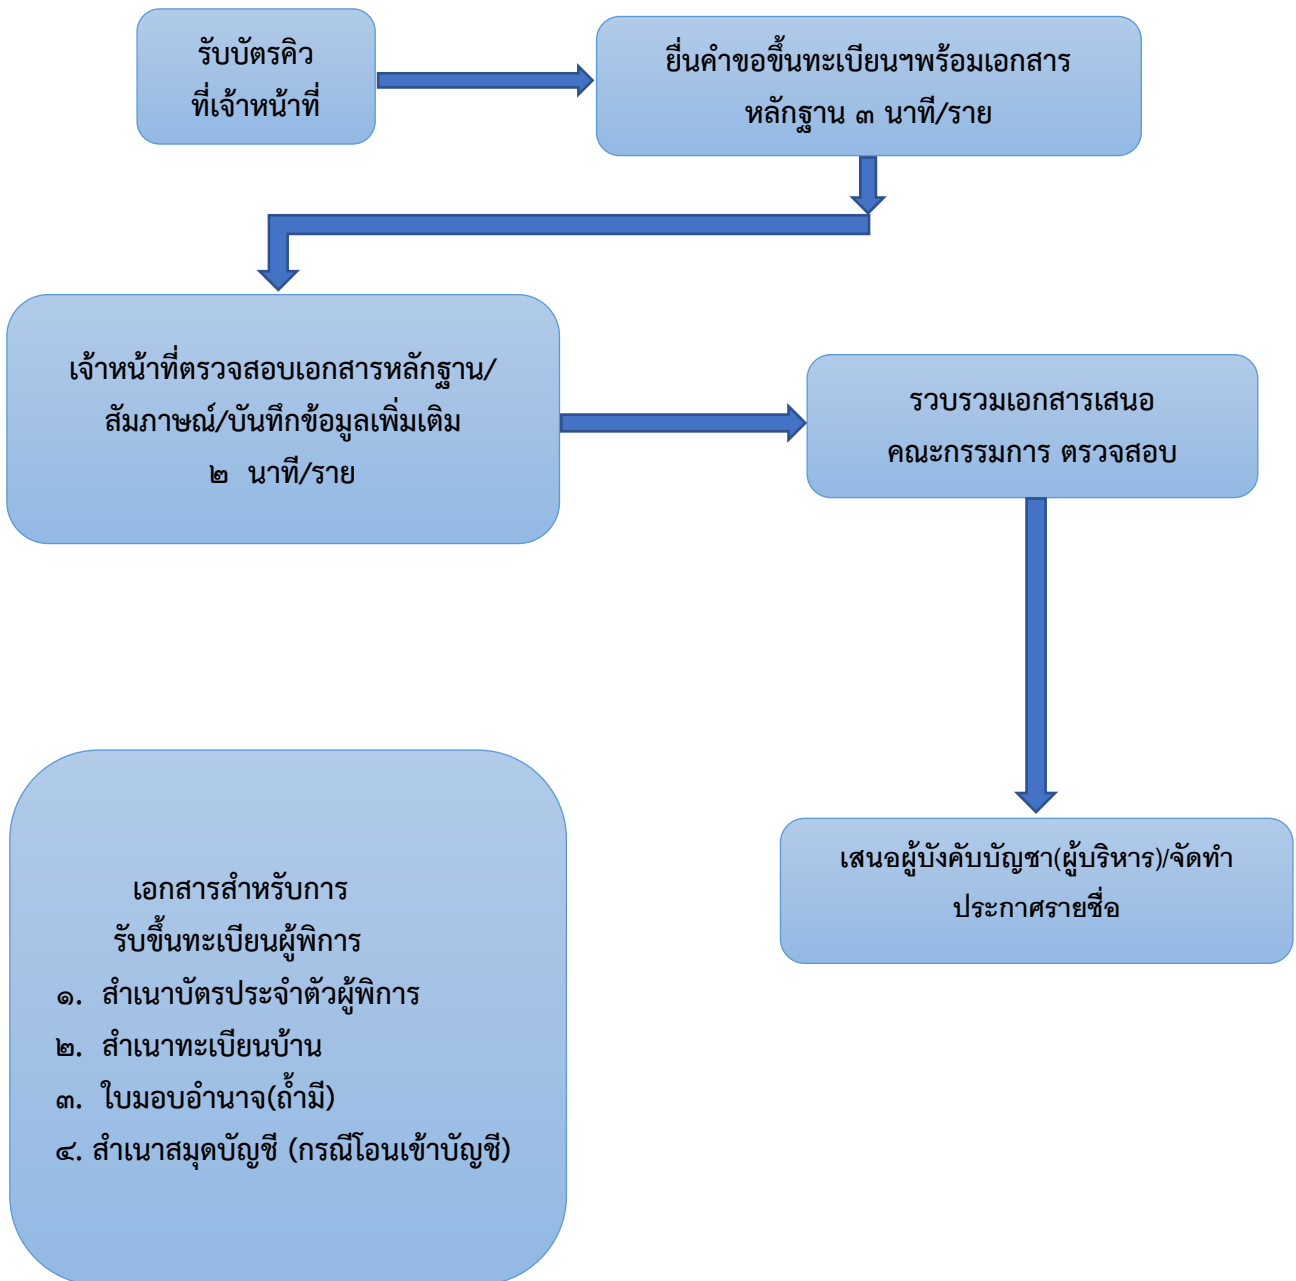 รับบัตรคิว
ที่เจ้าหน้าที่
ยื่นคำขอขึ้นทะเบียนฯพร้อมเอกสาร
หลักฐาน ๓ นาที/ราย
เจ้าหน้าที่ตรวจสอบเอกสารหลักฐาน/
สัมภาษณ์/บันทึกข้อมูลเพิ่มเติม
๒ นาที/ราย
รวบรวมเอกสารเสนอ
คณะกรรมการ ตรวจสอบ
เสนอผู้บังคับบัญชา(ผู้บริหาร)/จัดทำ
ประกาศรายชื่อ
เอกสารสำหรับการ
รับขึ้นทะเบียนผู้พิการ
๑. สำเนาบัตรประจำตัวผู้พิการ
๒. สำเนาทะเบียนบ้าน
๓. ใบมอบอำนาจ(ถ้ำมี)
๔. สำเนาสมุดบัญชี (กรณีโอนเข้าบัญชี)